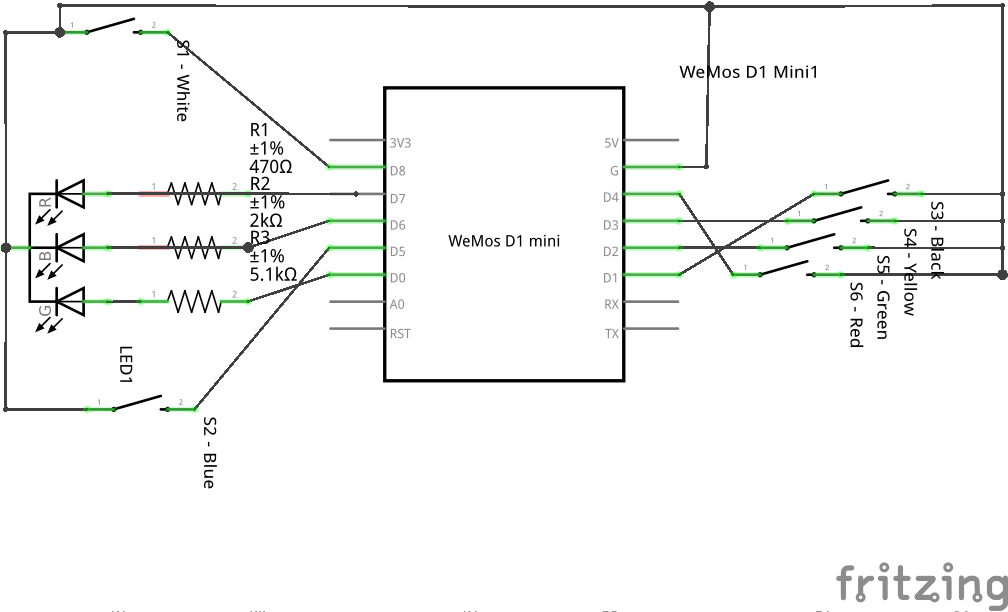 1
2
S1 - White
WeMos D1 Mini1
R1
±1%
470Ω
R2
±1%
2kΩ
R3
±1%
5.1kΩ
3V3
D8
D7
D6
D5
D0
A0
RST
WeMos D1 mini
5V
G
D4
D3
D2
D1
RX
TX
R
1
2
B
1
2
G
1
2
LED1
1
2
S2 - Blue
1
2
S3 - Black
1
2
S4 - Yellow
1
2
S5 - Green
1
2
S6 - Red
fritzing